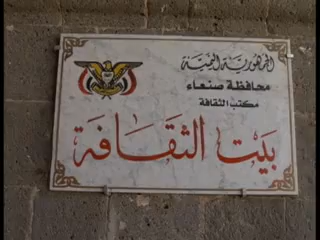 الجمهورية اليمنية
محافظة صنعاء
مكتب الثقافة
بيت الثقافة